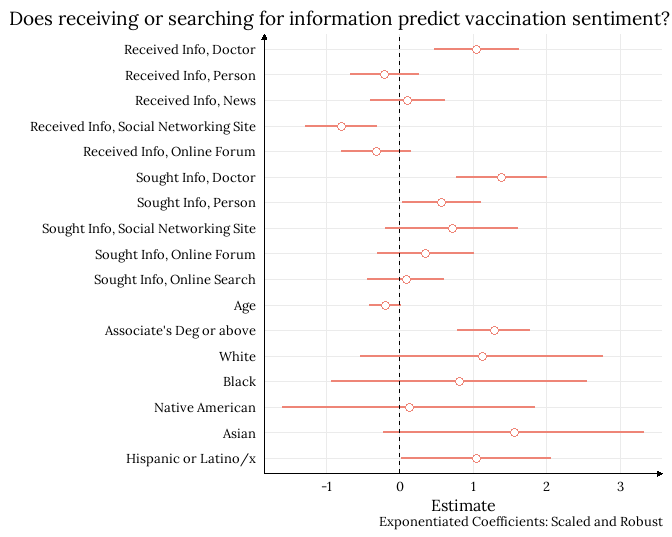 Does receiving or searching for information predict vaccination sentiment?
Received Info, Doctor
Received Info, Person
Received Info, News
Received Info, Social Networking Site
Received Info, Online Forum
Sought Info, Doctor
Sought Info, Person
Sought Info, Social Networking Site
Sought Info, Online Forum
Sought Info, Online Search
Age
Associate's Deg or above
White
Black
Native American
Asian
Hispanic or Latino/x
-1 0 1 2 3
Estimate
Exponentiated Coefficients: Scaled and Robust